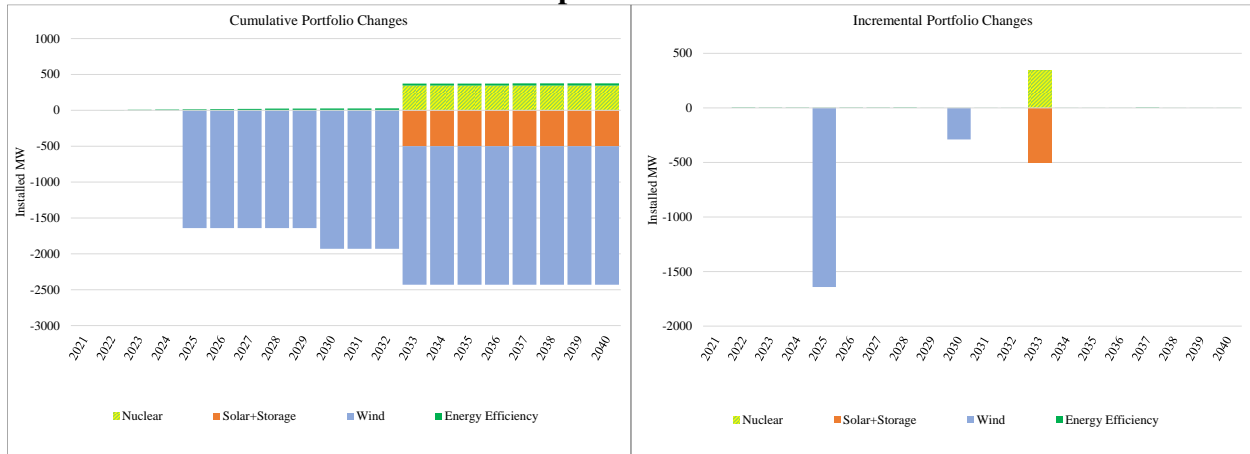 Cumulative Portfolio Changes
1000
500
0
-500
-1000
-1500
-2000
-2500
-3000
Installed MW
2021 2022 2023 2024 2025 2026 2027 2028 2029 2030 2031 2032 2033 2034 2035 2036 2037 2038 2039 2040
Nuclear Solar+Storage Wind Energy Efficiency
Incremental Portfolio Changes
500
0
-500
-1000
-1500
-2000
Installed MW
2021 2022 2023 2024 2025 2026 2027 2028 2029 2030 2031 2032 2033 2034 2035 2036 2037 2038 2039 2040
Nuclear Solar+Storage Wind Energy Efficiency